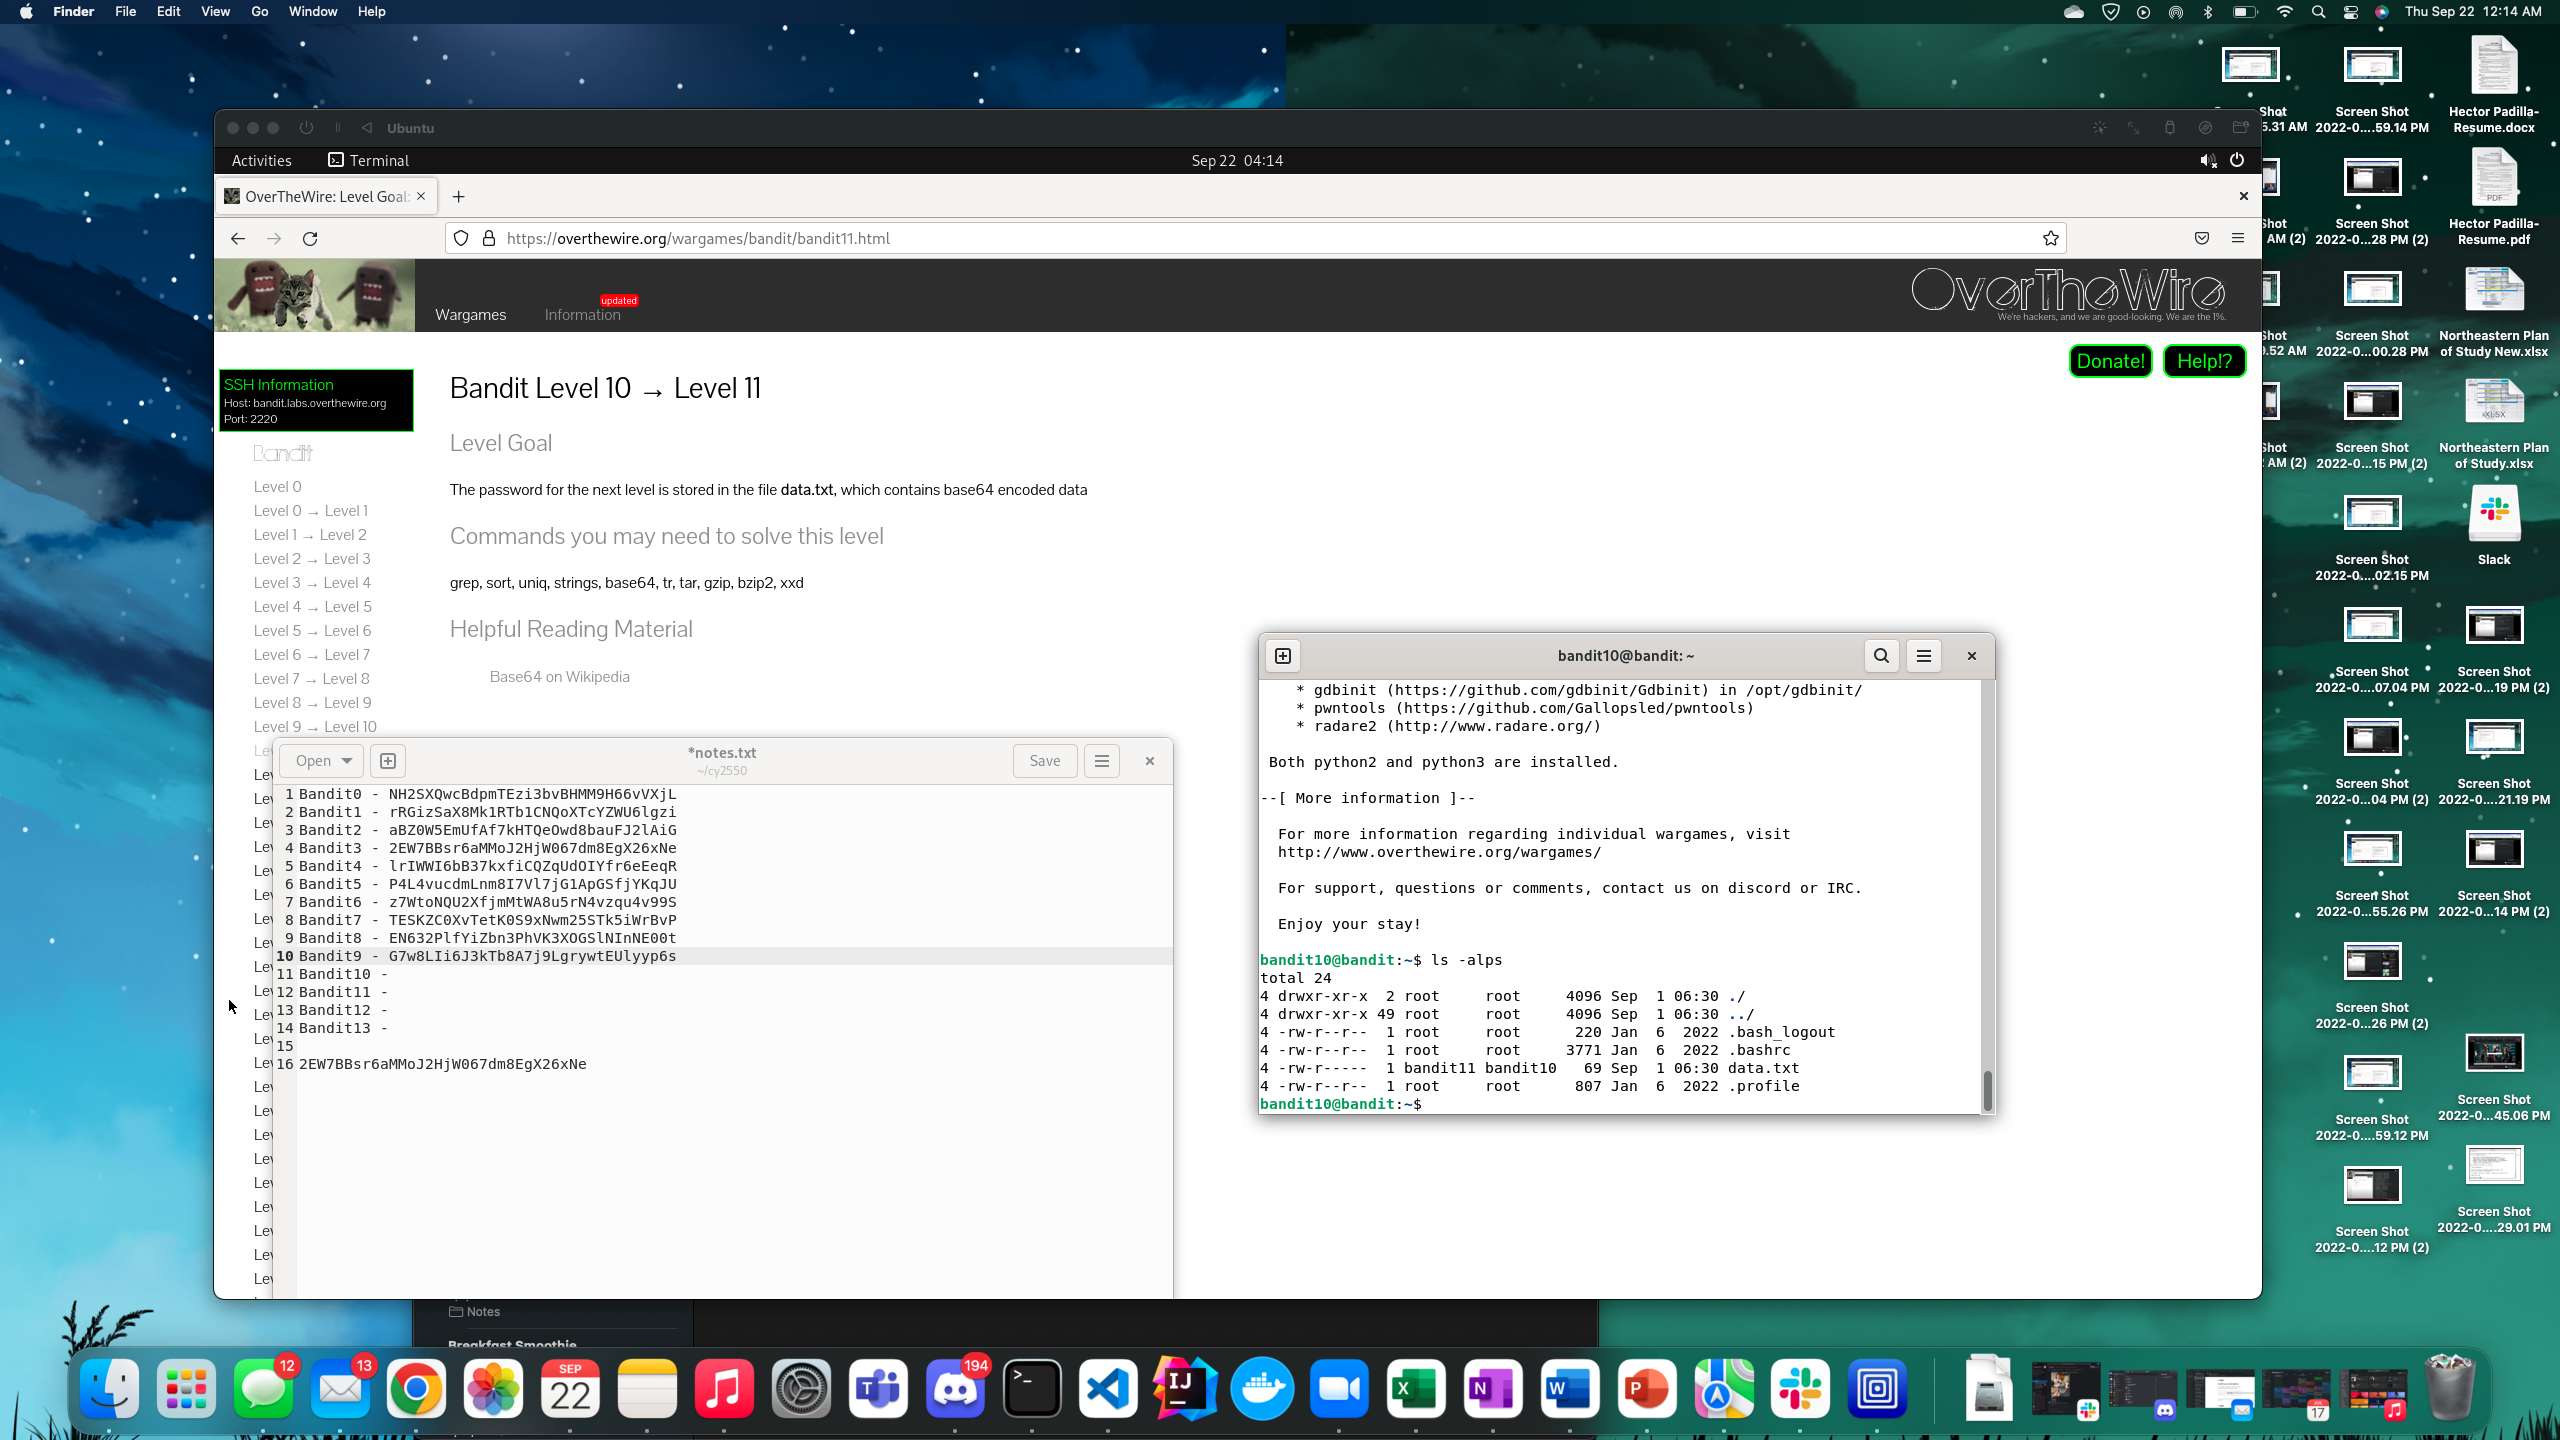 Finder File Edit View Go Window Help
Thu Sep 22 12:14 AM
Ubuntu
Activities Terminal
Sep 22 04:14
OverTheWire: Level Goal:
https://overthewire.org/wargames/bandit/bandit11.html
Wargames
Information
updated
OverTheWire
We're hackers, and we are good-looking. We are the 1%.
Donate! Help!?
SSH Information
Host: bandit.labs.overthewire.org
Port: 2220
Bandit
Level 0
Level 0 → Level 1
Level 1 → Level 2
Level 2 → Level 3
Level 3 → Level 4
Level 4 → Level 5
Level 5 → Level 6
Level 6 → Level 7
Level 7 → Level 8
Level 8 → Level 9
Level 9 → Level 10
Bandit Level 10 → Level 11
Level Goal
The password for the next level is stored in the file data.txt, which contains base64 encoded data
Commands you may need to solve this level
grep, sort, uniq, strings, base64, tr, tar, gzip, bzip2, xxd
Helpful Reading Material
Base64 on Wikipedia
Open
*notes.txt
~/cy2550
Save
1 Bandit0 - NH2SXQwcBdpmTEzi3bvBHMM9H66vVXjL
2 Bandit1 - rRGizSaX8Mk1RTb1CNQoXTcYZWU6lgzi
3 Bandit2 - aBZ0W5EmUfAf7kHTQeOwd8bauFJ2lAiG
4 Bandit3 - 2EW7BBsr6aMMoJ2HjW067dm8EgX26xNe
5 Bandit4 - lrIWWI6bB37kxfiCQZqUdOIYfr6eEeqR
6 Bandit5 - P4L4vucdmLnm8I7Vl7jG1ApGSfjYKqJU
7 Bandit6 - z7WtoNQU2XfjmMtWA8u5rN4vzqu4v99S
8 Bandit7 - TESKZC0XvTetK0S9xNwm25STk5iWrBvP
9 Bandit8 - EN632PlfYiZbn3PhVK3XOGSlNInNE00t
10 Bandit9 - G7w8LIi6J3kTb8A7j9LgrywtEUlyyp6s
11 Bandit10 -
12 Bandit11 -
13 Bandit12 -
14 Bandit13 -
15
16 2EW7BBsr6aMMoJ2HjW067dm8EgX26xNe
bandit10@bandit: ~
* gdbinit (https://github.com/gdbinit/Gdbinit) in /opt/gdbinit/
* pwntools (https://github.com/Gallopsled/pwntools)
* radare2 (http://www.radare.org/)
Both python2 and python3 are installed.
--[ More information ]--
For more information regarding individual wargames, visit
http://www.overthewire.org/wargames/
For support, questions or comments, contact us on discord or IRC.
Enjoy your stay!
bandit10@bandit:~$ ls -alps
total 24
4 drwxr-xr-x 2 root root 4096 Sep 1 06:30 ./
4 drwxr-xr-x 49 root root 4096 Sep 1 06:30 ../
4 -rw-r--r-- 1 root root 220 Jan 6 2022 .bash_logout
4 -rw-r--r-- 1 root root 3771 Jan 6 2022 .bashrc
4 -rw-r----- 1 bandit11 bandit10 69 Sep 1 06:30 data.txt
4 -rw-r--r-- 1 root root 807 Jan 6 2022 .profile
bandit10@bandit:~$
Shot
5.31 AM
Shot
AM (2)
Shot
9.52 AM
Shot
AM (2)
Screen Shot
2022-0....59.14 PM
Screen Shot
2022-0...28 PM (2)
Screen Shot
2022-0...00.28 PM
Screen Shot
2022-0...15 PM (2)
Screen Shot
2022-0....02.15 PM
Screen Shot
2022-0....07.04 PM
Screen Shot
2022-0...04 PM (2)
Screen Shot
2022-0....55.26 PM
Screen Shot
2022-0...26 PM (2)
Screen Shot
2022-0....59.12 PM
Screen Shot
2022-0....12 PM (2)
Hector Padilla-
Resume.docx
PDF
Hector Padilla-
Resume.pdf
Northeastern Plan
of Study New.xlsx
XLSX
Northeastern Plan
of Study.xlsx
Slack
Screen Shot
2022-0...19 PM (2)
Screen Shot
2022-0....21.19 PM
Screen Shot
2022-0...14 PM (2)
Screen Shot
2022-0...45.06 PM
Screen Shot
2022-0....29.01 PM
Notes
Breakfast Smoothie
12
13
SEP
22
194
17